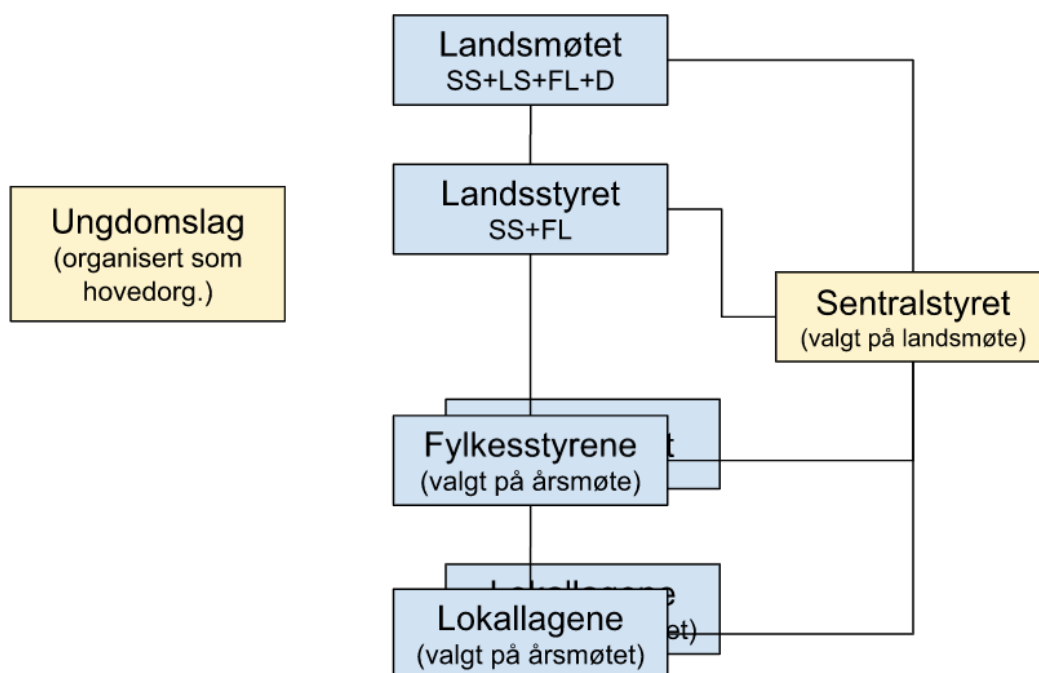 Landsmøtet
SS+LS+FL+D
Landsstyret
SS+FL
Ungdomslag
(organisert som
hovedorg.)
Sentralstyret
(valgt på landsmøte)
Fylkesstyrene
(valgt på årsmøte)
Lokallagene
Lokallagene
(valgt på årsmøtet)